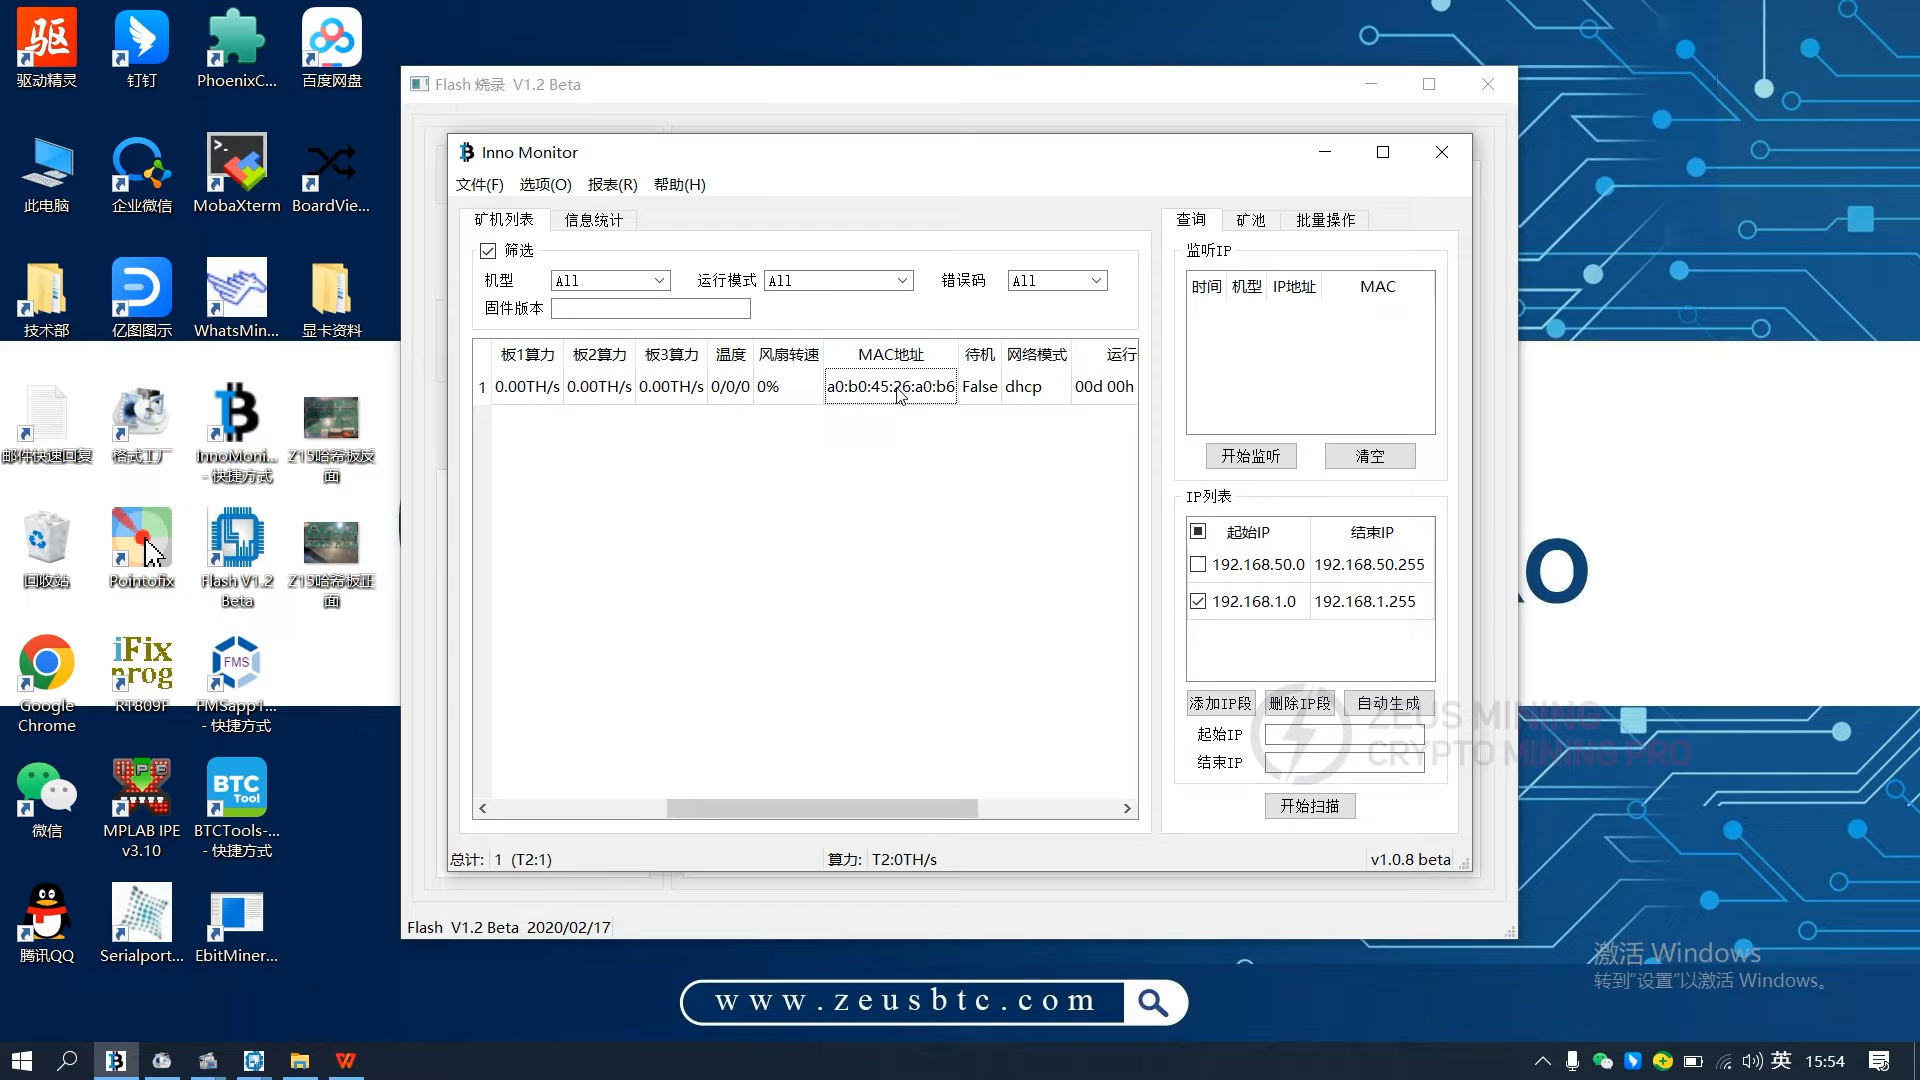 驱动精灵
钉钉
PhoenixC...
百度网盘
此电脑
企业微信
MobaXterm
BoardVie...
技术部
亿图图示
WhatsMin...
显卡资料
邮件快速回复
格式工厂
InnoMoni...
- 快捷方式
Z15哈希板反
面
回收站
Pointofix
Flash V1.2
Beta
Z15哈希板正
面
Google
Chrome
iFix
prog
RT809F
FMS
FMSapp1...
- 快捷方式
微信
IPE
MPLAB IPE
v3.10
BTC
Tool
BTCTools-...
- 快捷方式
腾讯QQ
Serialport...
EbitMiner...
Flash 烧录 V1.2 Beta
Inno Monitor
文件(F) 选项(O) 报表(R) 帮助(H)
矿机列表 信息统计
筛选
机型 All 运行模式 All 错误码 All
固件版本
板1算力 板2算力 板3算力 温度 风扇转速 MAC地址 待机 网络模式 运行
1 0.00TH/s 0.00TH/s 0.00TH/s 0/0/0 0% a0:b0:45:26:a0:b6 False dhcp 00d 00h
查询 矿池 批量操作
监听IP
时间 机型 IP地址 MAC
开始监听 清空
IP列表
起始IP 结束IP
192.168.50.0 192.168.50.255
192.168.1.0 192.168.1.255
添加IP段 删除IP段 自动生成
起始IP
结束IP
开始扫描
ZEUS MINING
CRYPTO MINING PRO
总计: 1 (T2:1) 算力: T2:0TH/s v1.0.8 beta
Flash V1.2 Beta 2020/02/17
激活 Windows
转到"设置"以激活 Windows。
www.zeusbtc.com
英 15:54